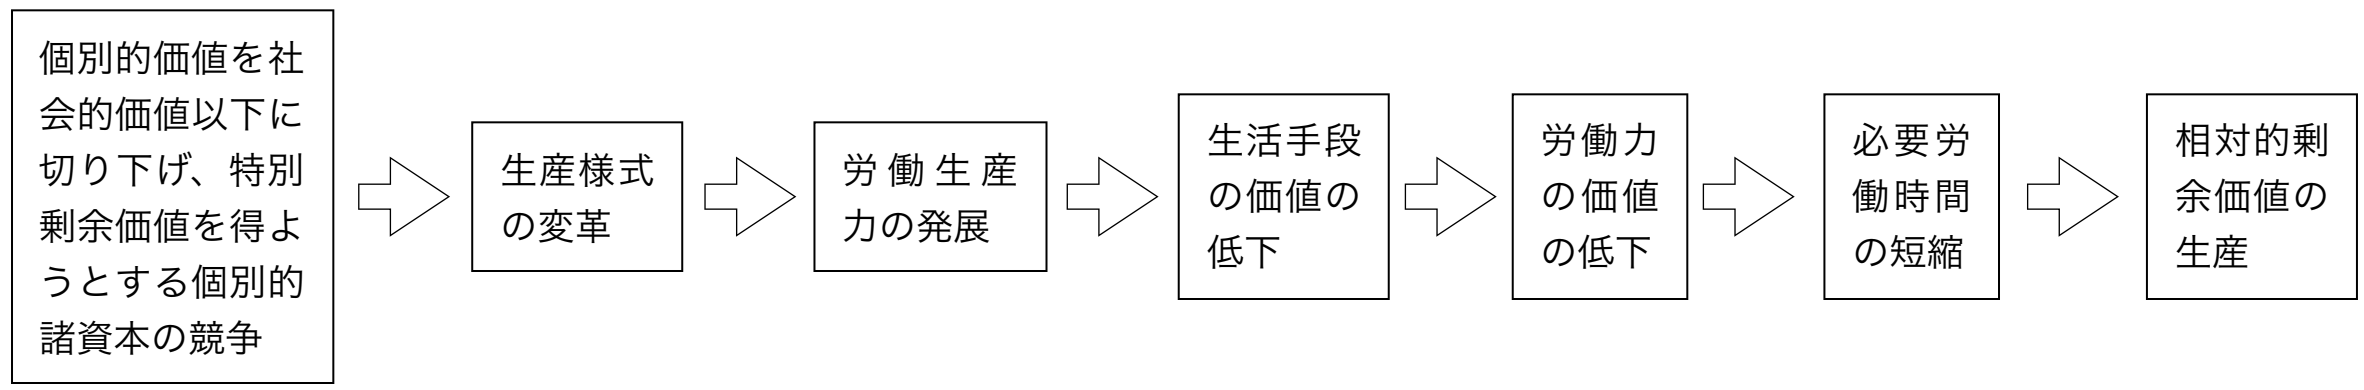 個別的価値を社
会的価値以下に
切り下げ、特別
剰余価値を得よ
うとする個別的
諸資本の競争
生産様式
の変革
労働生産
力の発展
生活手段
の価値の
低下
労働力
の価値
の低下
必要労
働時間
の短縮
相対的剰
余価値の
生産